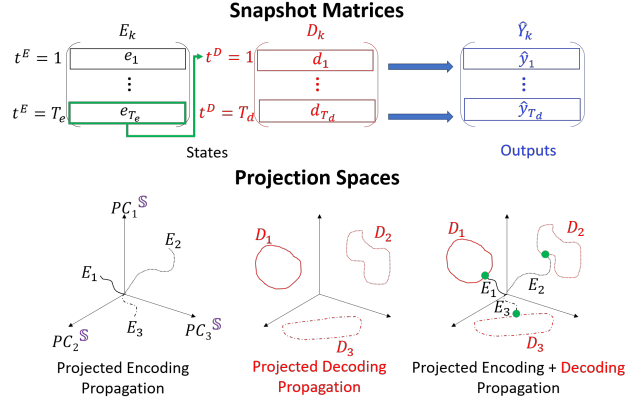 Snapshot Matrices
E_k D_k Ŷ_k
t^E = 1 e_1 t^D = 1 d_1 ŷ_1
⋮ ⋮ ⋮
t^E = T_e e_{T_e} t^D = T_d d_{T_d} ŷ_{T_d}
States Outputs
Projection Spaces
PC_1^𝕊 D_1 D_1 D_2
E_2 D_2
E_1 E_1 E_2
E_3 E_3
PC_2^𝕊 PC_3^𝕊 D_3 D_3
Projected Encoding Projected Decoding Projected Encoding + Decoding
Propagation Propagation Propagation